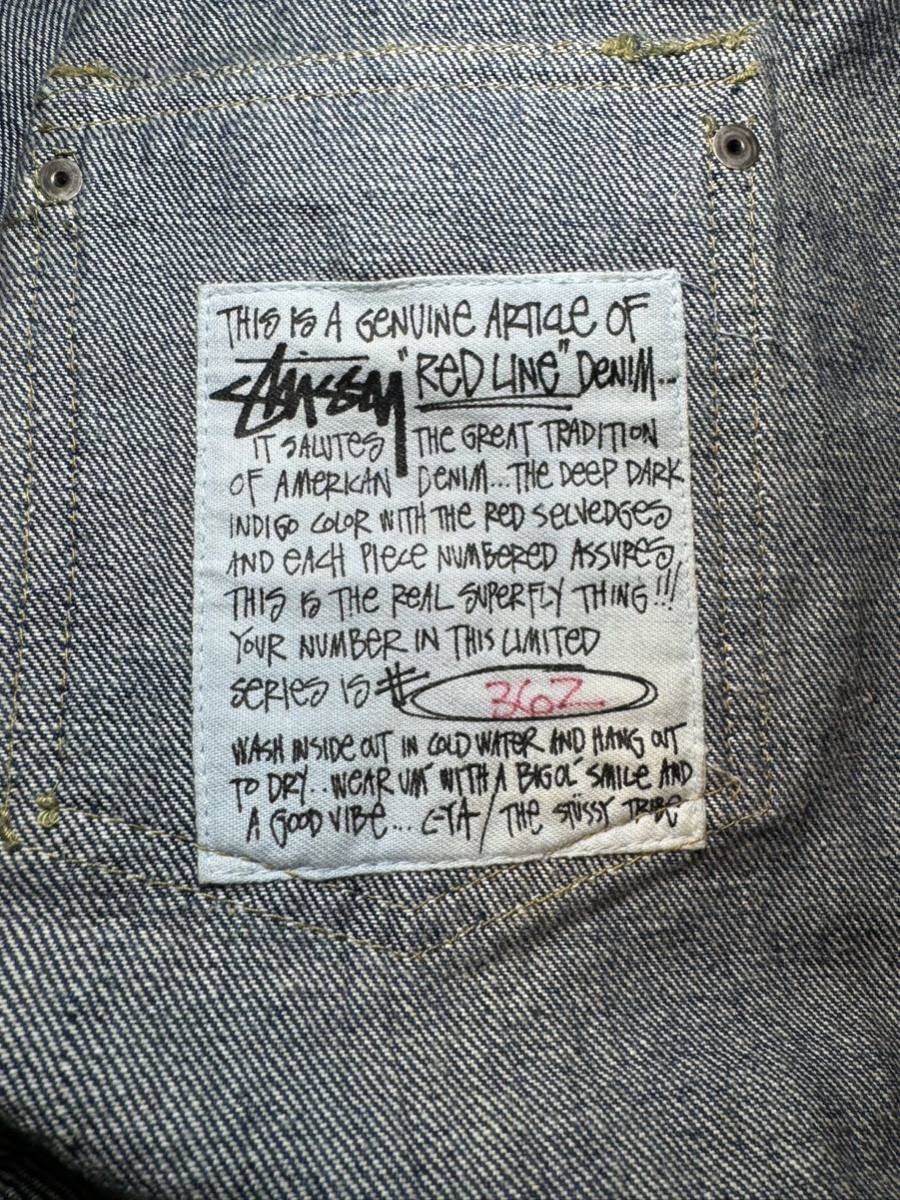 THIS IS A GENUINE ARTICLE OF
STÜSSY "RED LINE" DENIM...
IT SALUTES THE GREAT TRADITION
OF AMERICAN DENIM... THE DEEP DARK
INDIGO COLOR WITH THE RED SELVEDGES
AND EACH PIECE NUMBERED ASSURES
THIS IS THE REAL SUPERFLY THING!!!
YOUR NUMBER IN THIS LIMITED
SERIES IS # 362
WASH INSIDE OUT IN COLD WATER AND HANG OUT
TO DRY... WEAR UM' WITH A BIG OL' SMILE AND
A GOOD VIBE... C-YA/ THE STÜSSY TRIBE